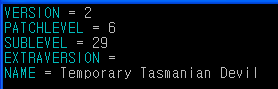 VERSION = 2
PATCHLEVEL = 6
SUBLEVEL = 29
EXTRAVERSION =
NAME = Temporary Tasmanian Devil